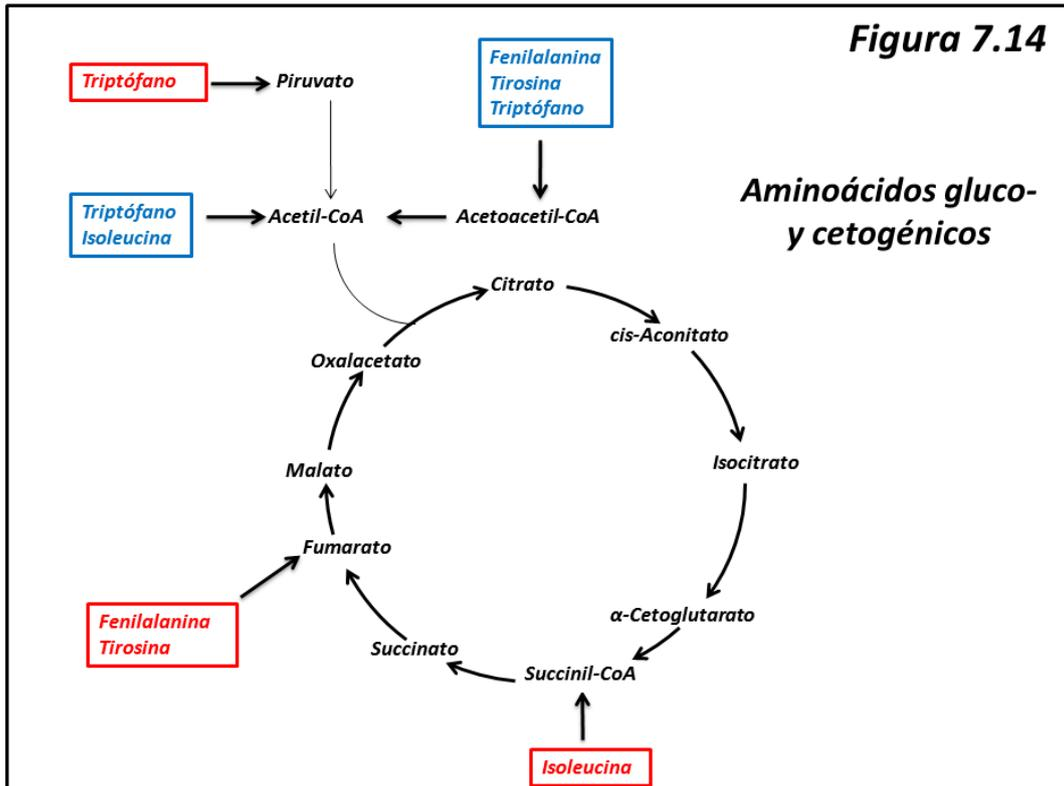 Figura 7.14
Aminoácidos gluco-
y cetogénicos
Triptófano
Piruvato
Fenilalanina
Tirosina
Triptófano
Triptófano
Isoleucina
Acetil-CoA
Acetoacetil-CoA
Citrato
cis-Aconitato
Isocitrato
α-Cetoglutarato
Succinil-CoA
Isoleucina
Succinato
Fumarato
Fenilalanina
Tirosina
Malato
Oxalacetato